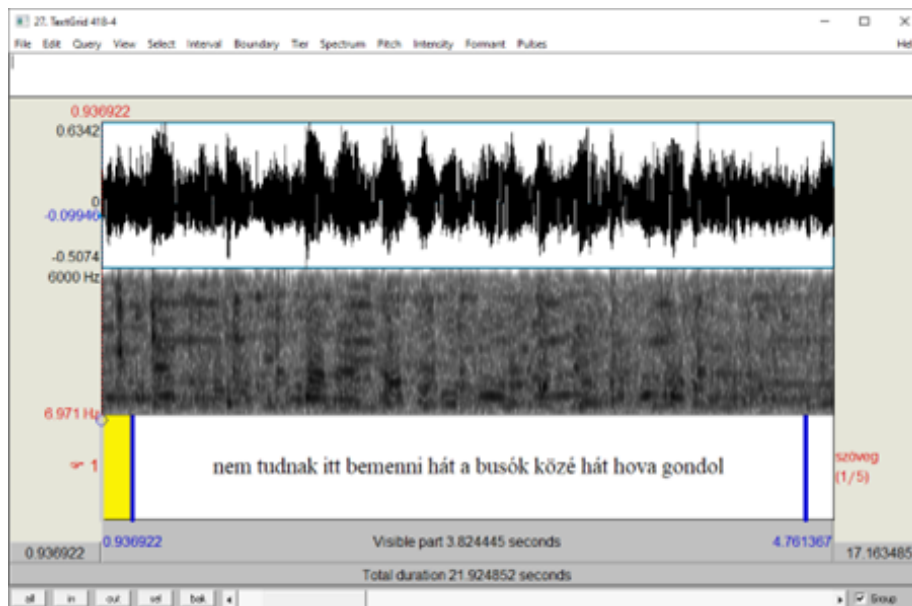 27. TextGrid 418-4
File Edit Query View Select Interval Boundary Tier Spectrum Pitch Intensity Formant Pulses Hel
0.936922
0.6342
0
-0.09946
-0.5074
6000 Hz
6.971 Hz
1
nem tudnak itt bemenni hát a busók közé hát hova gondol
szöveg
(1/5)
0.936922 0.936922 Visible part 3.824445 seconds 4.761367 17.163485
Total duration 21.924852 seconds
all in out sel bak Group